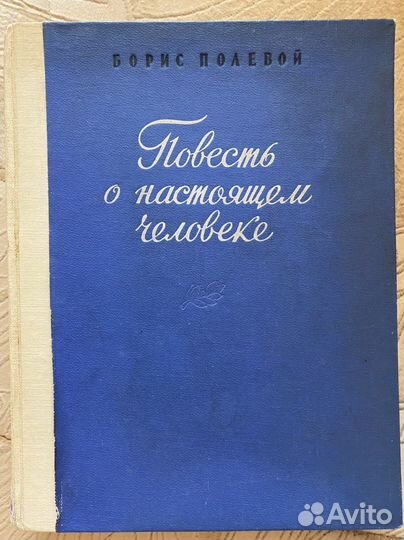 БОРИС ПОЛЕВОЙ
Повесть
о настоящем
человеке
Avito